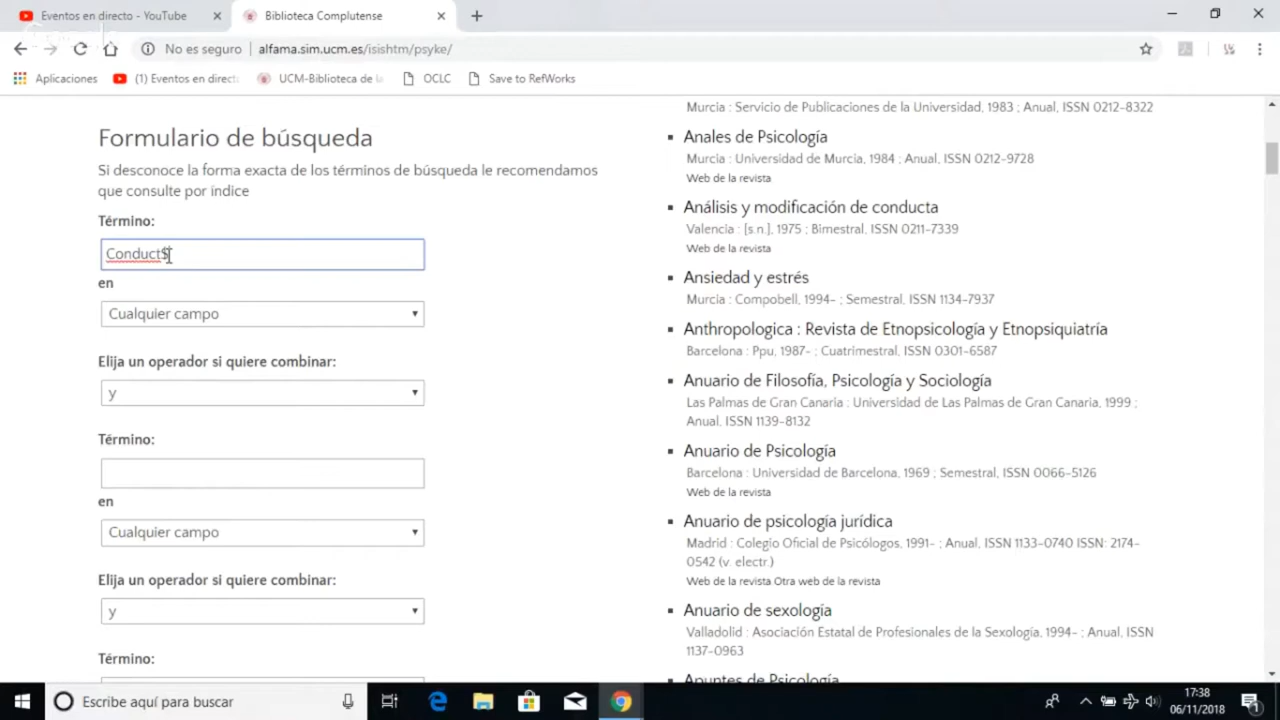 Eventos en directo - YouTube
Biblioteca Complutense
No es seguro
alfama.sim.ucm.es/isishtm/psyke/
Aplicaciones
(1) Eventos en direct
UCM-Biblioteca de la
OCLC
Save to RefWorks
Formulario de búsqueda
Si desconoce la forma exacta de los términos de búsqueda le recomendamos
que consulte por índice
Término:
Conduct$
en
Cualquier campo
Elija un operador si quiere combinar:
y
Término:
en
Cualquier campo
Elija un operador si quiere combinar:
y
Término:
Murcia : Servicio de Publicaciones de la Universidad, 1983 ; Anual, ISSN 0212-8322
Anales de Psicología
Murcia : Universidad de Murcia, 1984 ; Anual, ISSN 0212-9728
Web de la revista
Análisis y modificación de conducta
Valencia : [s.n.], 1975 ; Bimestral, ISSN 0211-7339
Web de la revista
Ansiedad y estrés
Murcia : Compobell, 1994- ; Semestral, ISSN 1134-7937
Anthropologica : Revista de Etnopsicología y Etnopsiquiatría
Barcelona : Ppu, 1987- ; Cuatrimestral, ISSN 0301-6587
Anuario de Filosofía, Psicología y Sociología
Las Palmas de Gran Canaria : Universidad de Las Palmas de Gran Canaria, 1999 ;
Anual, ISSN 1139-8132
Anuario de Psicología
Barcelona : Universidad de Barcelona, 1969 ; Semestral, ISSN 0066-5126
Web de la revista
Anuario de psicología jurídica
Madrid : Colegio Oficial de Psicólogos, 1991- ; Anual, ISSN 1133-0740 ISSN: 2174-
0542 (v. electr.)
Web de la revista Otra web de la revista
Anuario de sexología
Valladolid : Asociación Estatal de Profesionales de la Sexología, 1994- ; Anual, ISSN
1137-0963
Apuntes de Psicología
Escribe aquí para buscar
17:38
06/11/2018
1